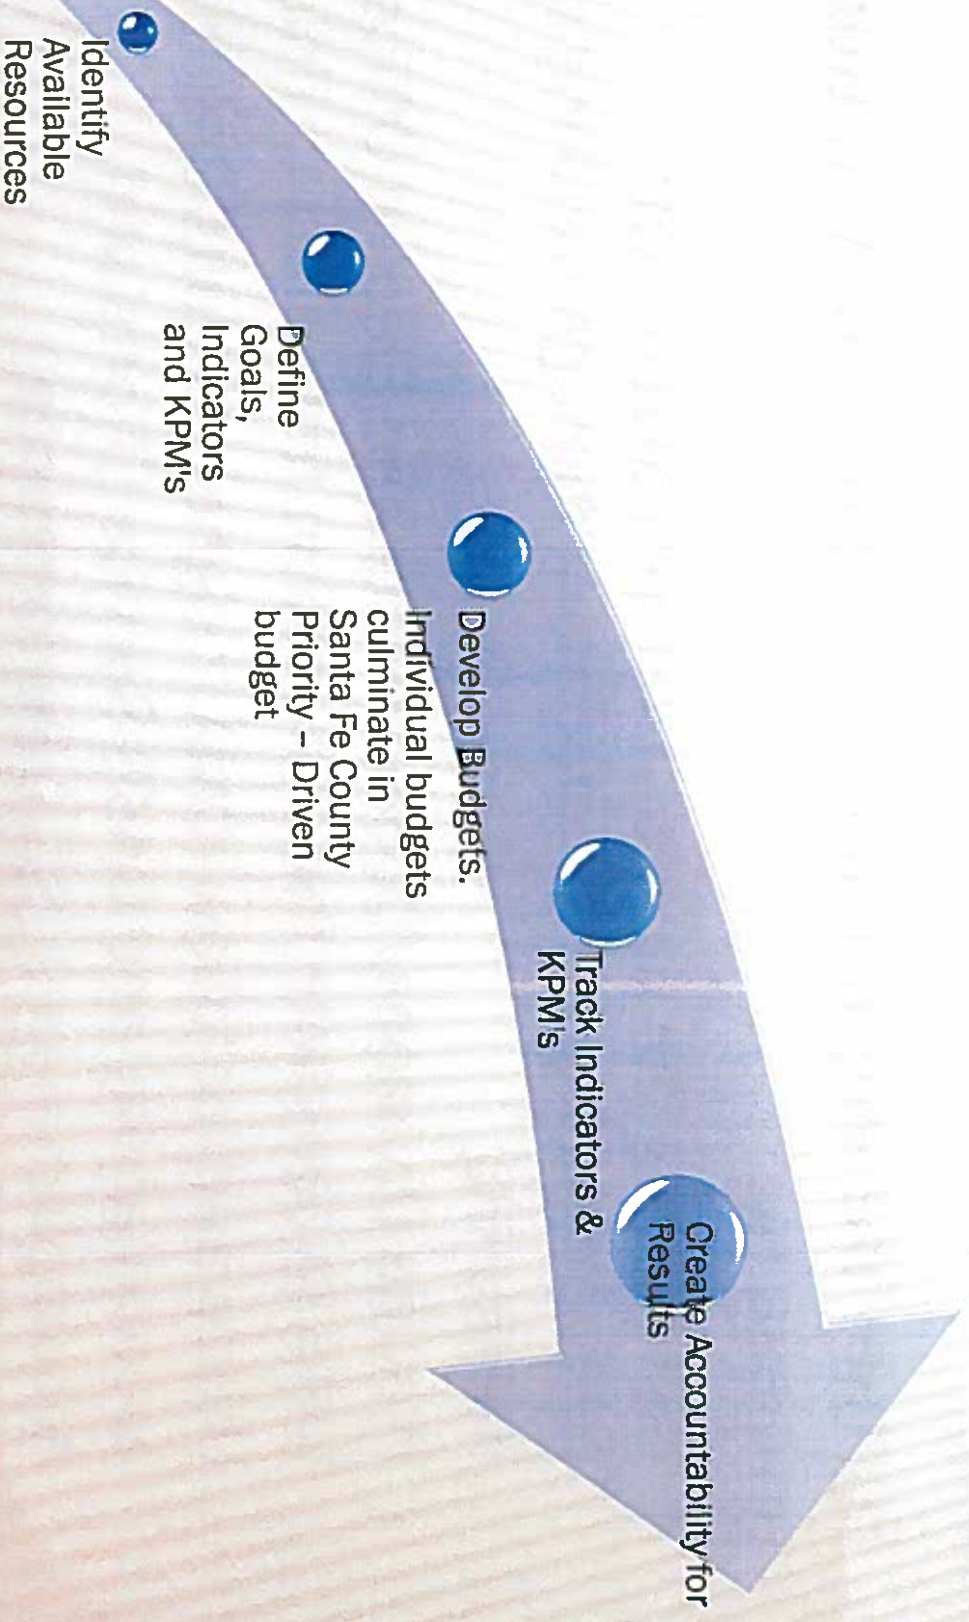 Identify
Available
Resources
Define
Goals,
Indicators
and KPM's
Develop Budgets.
Individual budgets
culminate in
Santa Fe County
Priority – Driven
budget
Track Indicators &
KPM's
Create Accountability for
Results